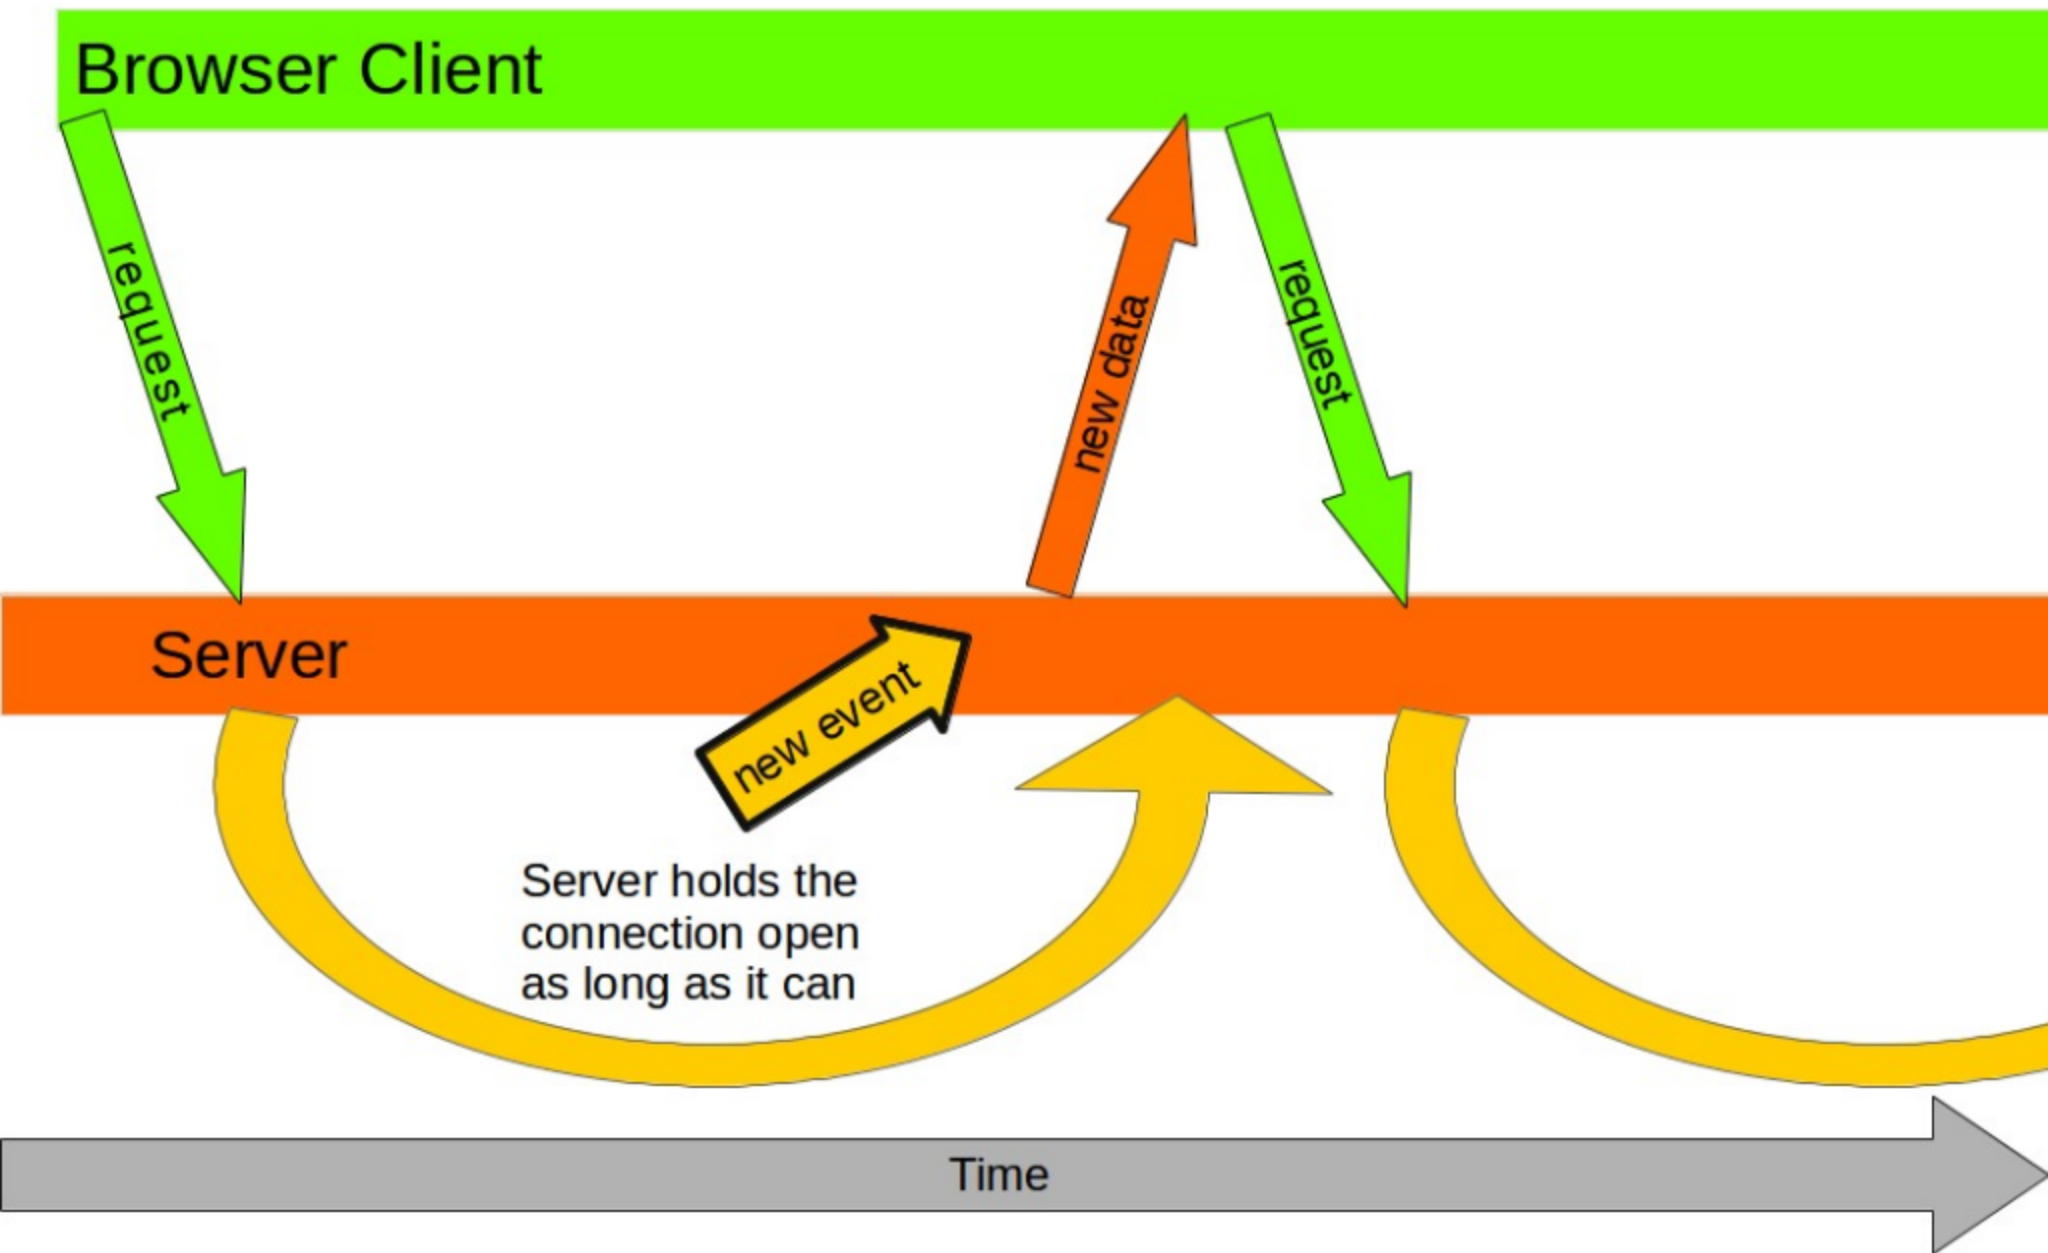 Browser Client
request
new data
request
Server
new event
Server holds the
connection open
as long as it can
Time